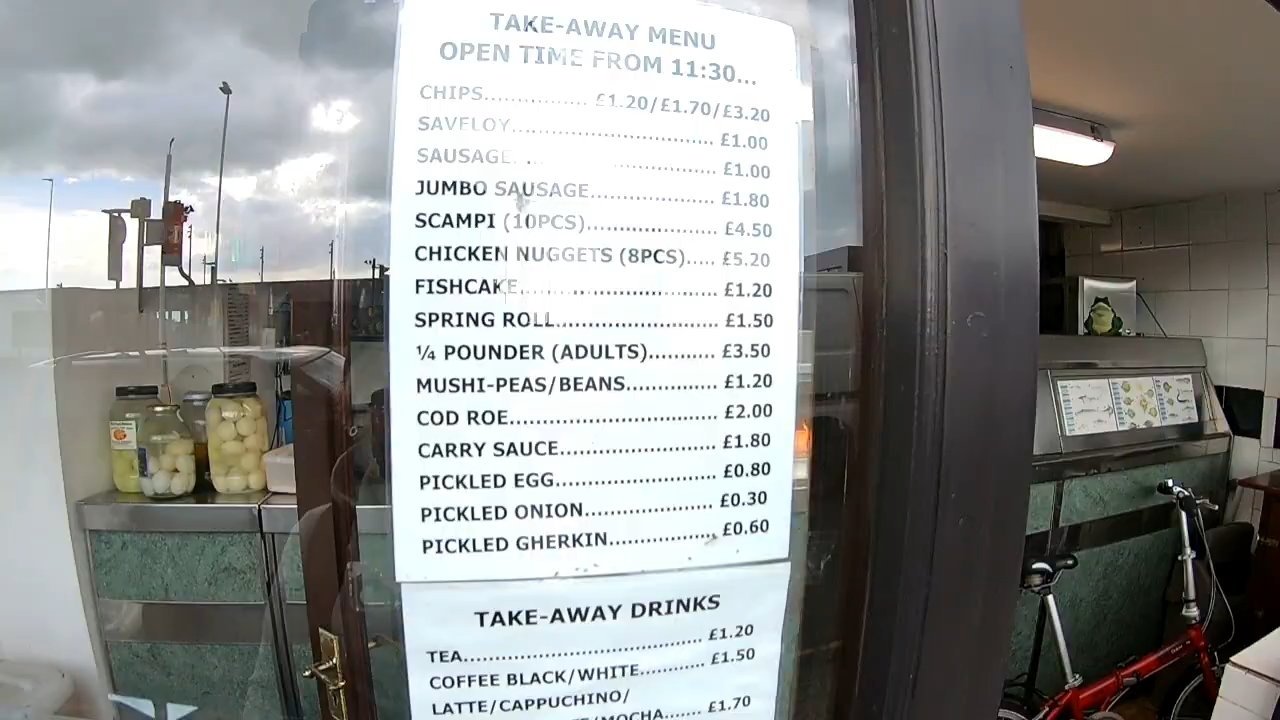 TAKE-AWAY MENU
OPEN TIME FROM 11:30...
CHIPS................ £1.20/£1.70/£3.20
SAVELOY............................ £1.00
SAUSAGE............................ £1.00
JUMBO SAUSAGE.................. £1.80
SCAMPI (10PCS)................... £4.50
CHICKEN NUGGETS (8PCS)..... £5.20
FISHCAKE............................ £1.20
SPRING ROLL........................ £1.50
¼ POUNDER (ADULTS)........... £3.50
MUSHI-PEAS/BEANS............... £1.20
COD ROE.............................. £2.00
CARRY SAUCE........................ £1.80
PICKLED EGG......................... £0.80
PICKLED ONION..................... £0.30
PICKLED GHERKIN.................. £0.60
TAKE-AWAY DRINKS
TEA....................................... £1.20
COFFEE BLACK/WHITE........... £1.50
LATTE/CAPPUCHINO/
/MOCHA....... £1.70